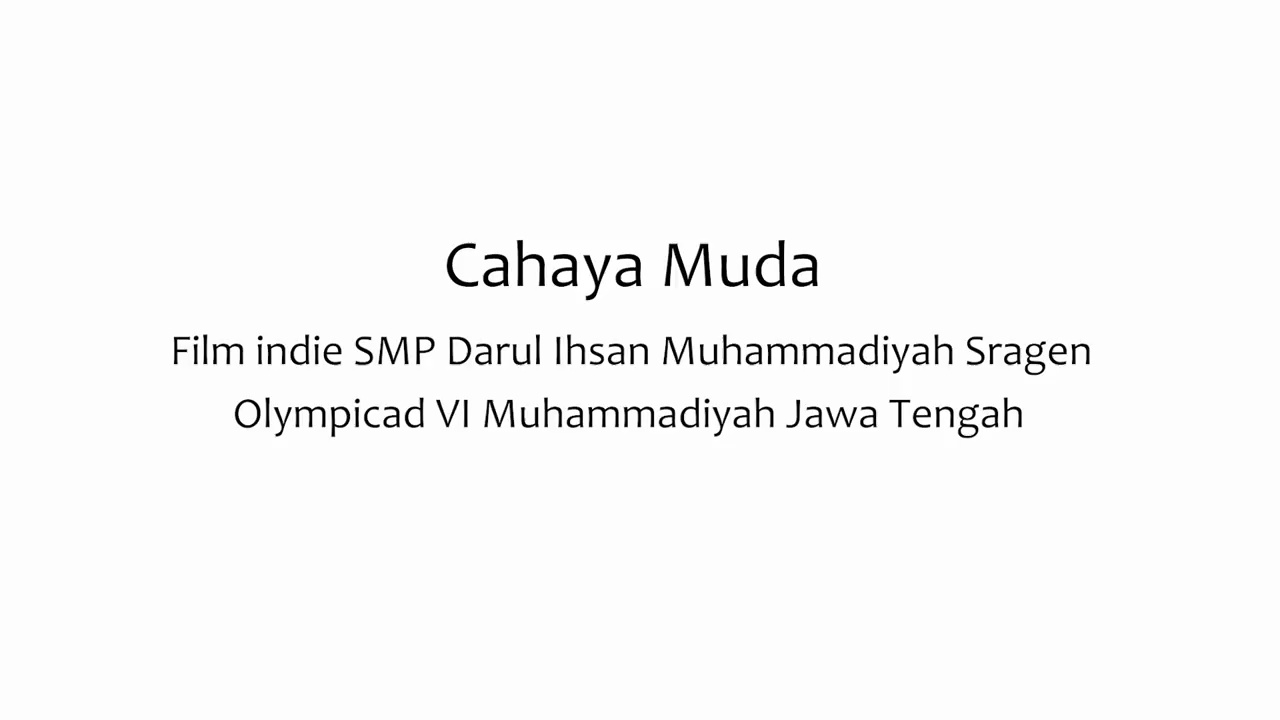 Cahaya Muda
Film indie SMP Darul Ihsan Muhammadiyah Sragen
Olympicad VI Muhammadiyah Jawa Tengah